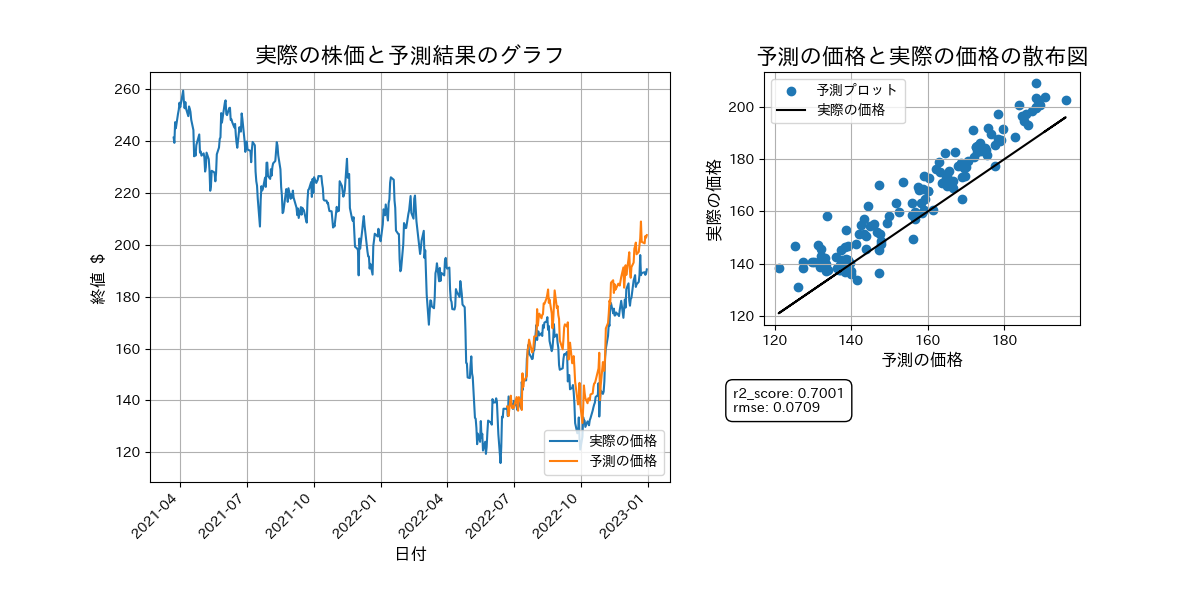 実際の株価と予測結果のグラフ
260
240
220
200
180
160
140
120
終値 $
2021-04
2021-07
2021-10
2022-01
2022-04
2022-07
2022-10
2023-01
日付
実際の価格
予測の価格
予測の価格と実際の価格の散布図
予測プロット
実際の価格
200
180
160
140
120
実際の価格
120
140
160
180
予測の価格
r2_score: 0.7001
rmse: 0.0709